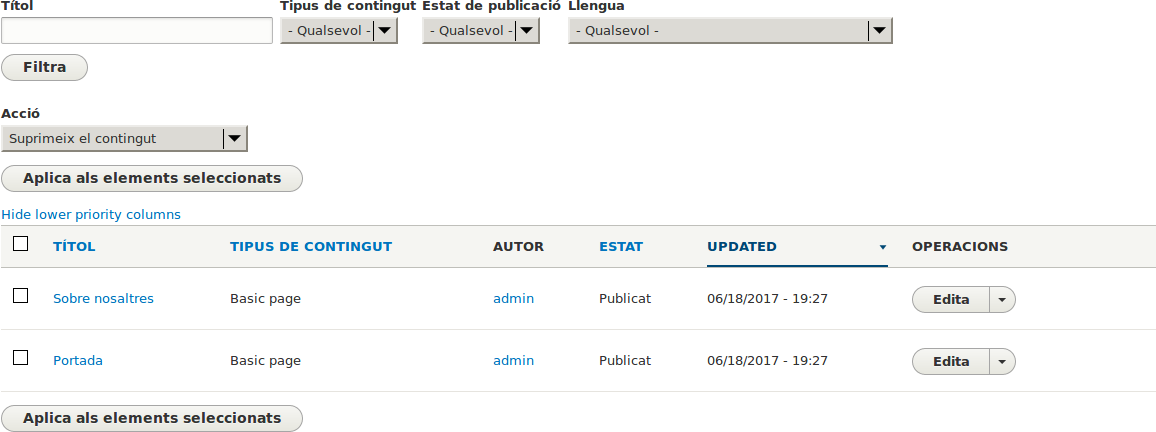 Títol Tipus de contingut Estat de publicació Llengua
- Qualsevol - - Qualsevol - - Qualsevol -
Filtra
Acció
Suprimeix el contingut
Aplica als elements seleccionats
Hide lower priority columns
TÍTOL TIPUS DE CONTINGUT AUTOR ESTAT UPDATED OPERACIONS
Sobre nosaltres Basic page admin Publicat 06/18/2017 - 19:27 Edita
Portada Basic page admin Publicat 06/18/2017 - 19:27 Edita
Aplica als elements seleccionats